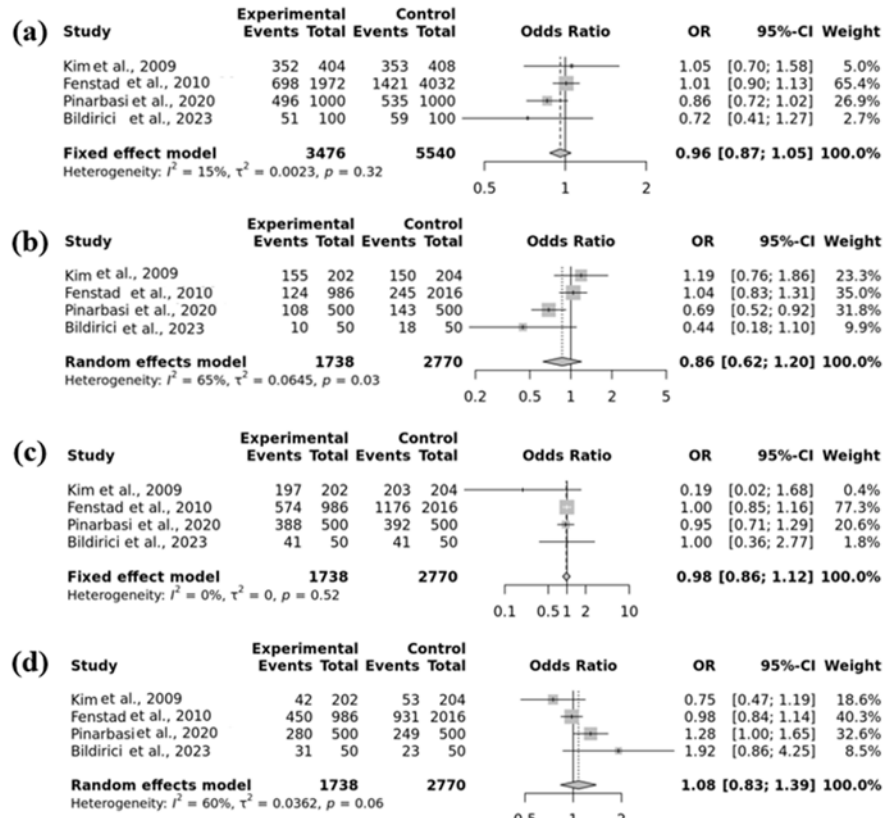 (a)
Experimental Control
Study Events Total Events Total Odds Ratio OR 95%-CI Weight
Kim et al., 2009 352 404 353 408 1.05 [0.70; 1.58] 5.0%
Fenstad et al., 2010 698 1972 1421 4032 1.01 [0.90; 1.13] 65.4%
Pinarbasi et al., 2020 496 1000 535 1000 0.86 [0.72; 1.02] 26.9%
Bildirici et al., 2023 51 100 59 100 0.72 [0.41; 1.27] 2.7%
Fixed effect model 3476 5540 0.96 [0.87; 1.05] 100.0%
Heterogeneity: I² = 15%, τ² = 0.0023, p = 0.32
0.5 1 2
(b)
Experimental Control
Study Events Total Events Total Odds Ratio OR 95%-CI Weight
Kim et al., 2009 155 202 150 204 1.19 [0.76; 1.86] 23.3%
Fenstad et al., 2010 124 986 245 2016 1.04 [0.83; 1.31] 35.0%
Pinarbasi et al., 2020 108 500 143 500 0.69 [0.52; 0.92] 31.8%
Bildirici et al., 2023 10 50 18 50 0.44 [0.18; 1.10] 9.9%
Random effects model 1738 2770 0.86 [0.62; 1.20] 100.0%
Heterogeneity: I² = 65%, τ² = 0.0645, p = 0.03
0.2 0.5 1 2 5
(c)
Experimental Control
Study Events Total Events Total Odds Ratio OR 95%-CI Weight
Kim et al., 2009 197 202 203 204 0.19 [0.02; 1.68] 0.4%
Fenstad et al., 2010 574 986 1176 2016 1.00 [0.85; 1.16] 77.3%
Pinarbasi et al., 2020 388 500 392 500 0.95 [0.71; 1.29] 20.6%
Bildirici et al., 2023 41 50 41 50 1.00 [0.36; 2.77] 1.8%
Fixed effect model 1738 2770 0.98 [0.86; 1.12] 100.0%
Heterogeneity: I² = 0%, τ² = 0, p = 0.52
0.1 0.5 1 2 10
(d)
Experimental Control
Study Events Total Events Total Odds Ratio OR 95%-CI Weight
Kim et al., 2009 42 202 53 204 0.75 [0.47; 1.19] 18.6%
Fenstad et al., 2010 450 986 931 2016 0.98 [0.84; 1.14] 40.3%
Pinarbasi et al., 2020 280 500 249 500 1.28 [1.00; 1.65] 32.6%
Bildirici et al., 2023 31 50 23 50 1.92 [0.86; 4.25] 8.5%
Random effects model 1738 2770 1.08 [0.83; 1.39] 100.0%
Heterogeneity: I² = 60%, τ² = 0.0362, p = 0.06
0.5 1 2